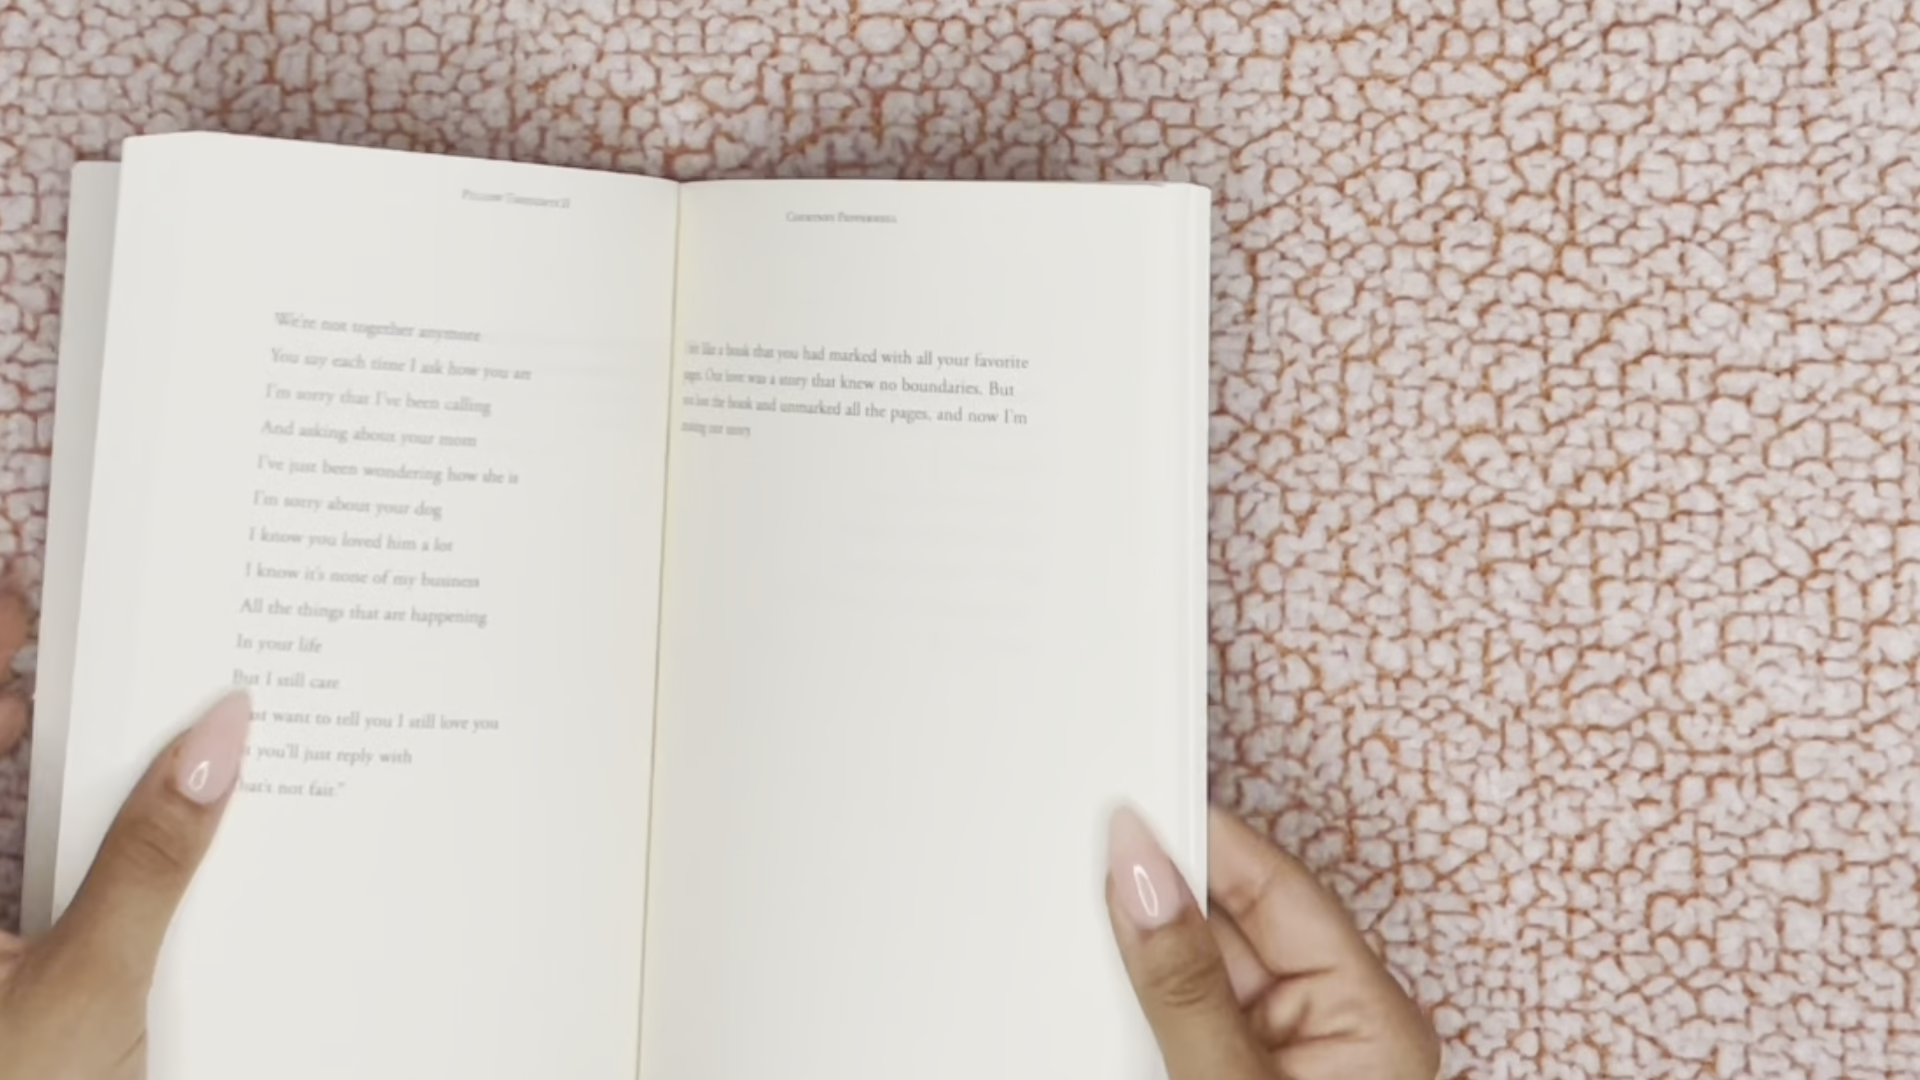 "We're not together anymore
You say each time I ask how you are
I'm sorry that I've been calling
And asking about your mom
I've just been wondering how she is
I'm sorry about your dog
I know you loved him a lot
I know it's none of my business
All the things that are happening
In your life
But I still care
want to tell you I still love you
you'll just reply with
not fair."
like a book that you had marked with all your favorite
Our love was a story that knew no boundaries. But
the book and unmarked all the pages, and now I'm
our story